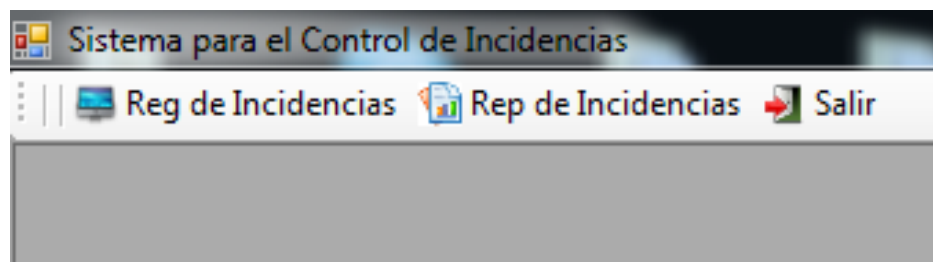 Sistema para el Control de Incidencias
Reg de Incidencias Rep de Incidencias Salir